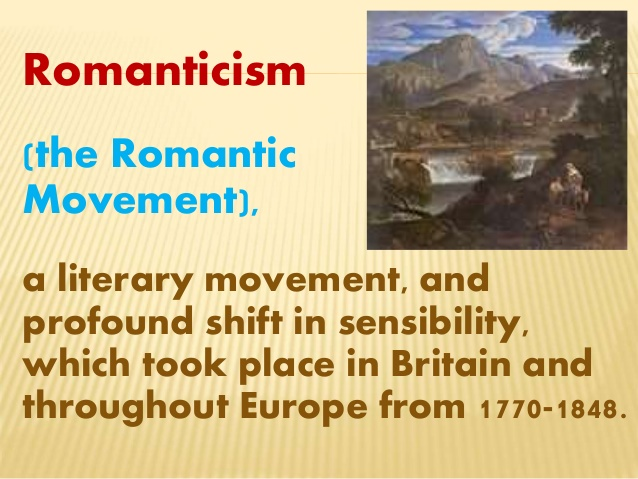 Romanticism
(the Romantic
Movement),
a literary movement, and
profound shift in sensibility,
which took place in Britain and
throughout Europe from 1770-1848.